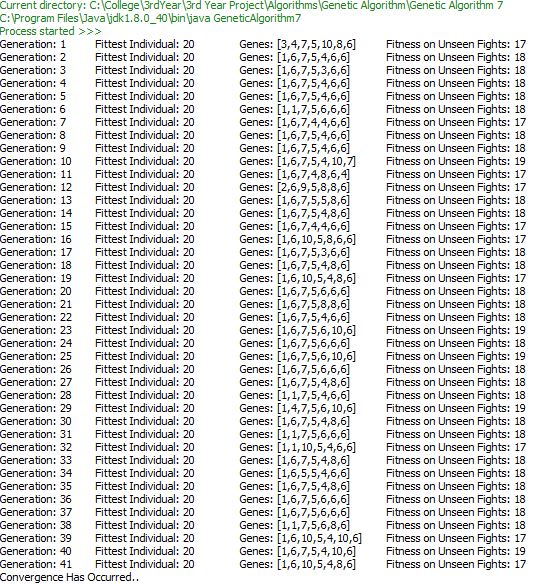 Current directory: C:\College\3rdYear\3rd Year Project\Algorithms\Genetic Algorithm\Genetic Algorithm 7
C:\Program Files\Java\jdk1.8.0_40\bin\java GeneticAlgorithm7
Process started >>>
Generation: 1 Fittest Individual: 20 Genes: [3,4,7,5,10,8,6] Fitness on Unseen Fights: 17
Generation: 2 Fittest Individual: 20 Genes: [1,6,7,5,4,6,6] Fitness on Unseen Fights: 18
Generation: 3 Fittest Individual: 20 Genes: [1,6,7,5,3,6,6] Fitness on Unseen Fights: 18
Generation: 4 Fittest Individual: 20 Genes: [1,6,7,5,4,6,6] Fitness on Unseen Fights: 18
Generation: 5 Fittest Individual: 20 Genes: [1,6,7,5,4,6,6] Fitness on Unseen Fights: 18
Generation: 6 Fittest Individual: 20 Genes: [1,1,7,5,6,6,6] Fitness on Unseen Fights: 18
Generation: 7 Fittest Individual: 20 Genes: [1,6,7,4,4,6,6] Fitness on Unseen Fights: 17
Generation: 8 Fittest Individual: 20 Genes: [1,6,7,5,4,6,6] Fitness on Unseen Fights: 18
Generation: 9 Fittest Individual: 20 Genes: [1,6,7,5,4,6,6] Fitness on Unseen Fights: 18
Generation: 10 Fittest Individual: 20 Genes: [1,6,7,5,4,10,7] Fitness on Unseen Fights: 19
Generation: 11 Fittest Individual: 20 Genes: [1,6,7,4,8,6,4] Fitness on Unseen Fights: 17
Generation: 12 Fittest Individual: 20 Genes: [2,6,9,5,8,8,6] Fitness on Unseen Fights: 17
Generation: 13 Fittest Individual: 20 Genes: [1,6,7,5,5,8,6] Fitness on Unseen Fights: 18
Generation: 14 Fittest Individual: 20 Genes: [1,6,7,5,4,8,6] Fitness on Unseen Fights: 18
Generation: 15 Fittest Individual: 20 Genes: [1,6,7,4,4,6,6] Fitness on Unseen Fights: 17
Generation: 16 Fittest Individual: 20 Genes: [1,6,10,5,8,6,6] Fitness on Unseen Fights: 17
Generation: 17 Fittest Individual: 20 Genes: [1,6,7,5,3,6,6] Fitness on Unseen Fights: 18
Generation: 18 Fittest Individual: 20 Genes: [1,6,7,5,4,8,6] Fitness on Unseen Fights: 18
Generation: 19 Fittest Individual: 20 Genes: [1,6,10,5,4,8,6] Fitness on Unseen Fights: 17
Generation: 20 Fittest Individual: 20 Genes: [1,6,7,5,6,6,6] Fitness on Unseen Fights: 18
Generation: 21 Fittest Individual: 20 Genes: [1,6,7,5,8,8,6] Fitness on Unseen Fights: 18
Generation: 22 Fittest Individual: 20 Genes: [1,6,7,5,4,6,6] Fitness on Unseen Fights: 18
Generation: 23 Fittest Individual: 20 Genes: [1,6,7,5,6,10,6] Fitness on Unseen Fights: 19
Generation: 24 Fittest Individual: 20 Genes: [1,6,7,5,6,6,6] Fitness on Unseen Fights: 18
Generation: 25 Fittest Individual: 20 Genes: [1,6,7,5,6,10,6] Fitness on Unseen Fights: 19
Generation: 26 Fittest Individual: 20 Genes: [1,6,7,5,6,6,6] Fitness on Unseen Fights: 18
Generation: 27 Fittest Individual: 20 Genes: [1,6,7,5,4,8,6] Fitness on Unseen Fights: 18
Generation: 28 Fittest Individual: 20 Genes: [1,1,7,5,4,6,6] Fitness on Unseen Fights: 18
Generation: 29 Fittest Individual: 20 Genes: [1,4,7,5,6,10,6] Fitness on Unseen Fights: 19
Generation: 30 Fittest Individual: 20 Genes: [1,6,7,5,4,8,6] Fitness on Unseen Fights: 18
Generation: 31 Fittest Individual: 20 Genes: [1,1,7,5,6,6,6] Fitness on Unseen Fights: 18
Generation: 32 Fittest Individual: 20 Genes: [1,1,10,5,4,6,6] Fitness on Unseen Fights: 17
Generation: 33 Fittest Individual: 20 Genes: [1,6,7,5,4,8,6] Fitness on Unseen Fights: 18
Generation: 34 Fittest Individual: 20 Genes: [1,6,5,5,4,6,6] Fitness on Unseen Fights: 18
Generation: 35 Fittest Individual: 20 Genes: [1,6,7,5,4,8,6] Fitness on Unseen Fights: 18
Generation: 36 Fittest Individual: 20 Genes: [1,6,7,5,6,6,6] Fitness on Unseen Fights: 18
Generation: 37 Fittest Individual: 20 Genes: [1,6,7,5,6,6,6] Fitness on Unseen Fights: 18
Generation: 38 Fittest Individual: 20 Genes: [1,1,7,5,6,8,6] Fitness on Unseen Fights: 18
Generation: 39 Fittest Individual: 20 Genes: [1,6,10,5,4,10,6] Fitness on Unseen Fights: 17
Generation: 40 Fittest Individual: 20 Genes: [1,6,7,5,4,10,6] Fitness on Unseen Fights: 19
Generation: 41 Fittest Individual: 20 Genes: [1,6,10,5,4,8,6] Fitness on Unseen Fights: 17
Convergence Has Occurred..